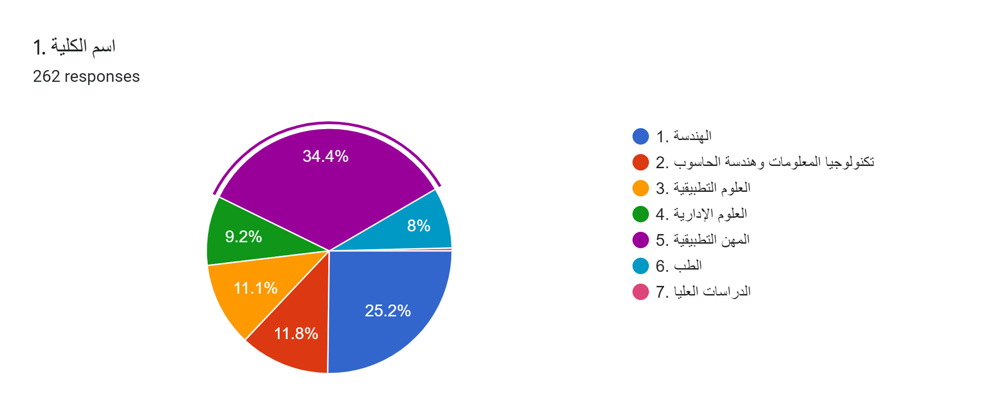 1. اسم الكلية
262 responses
34.4%
8%
9.2%
11.1%
25.2%
11.8%
1. الهندسة
2. تكنولوجيا المعلومات وهندسة الحاسوب
3. العلوم التطبيقية
4. العلوم الإدارية
5. المهن التطبيقية
6. الطب
7. الدراسات العليا